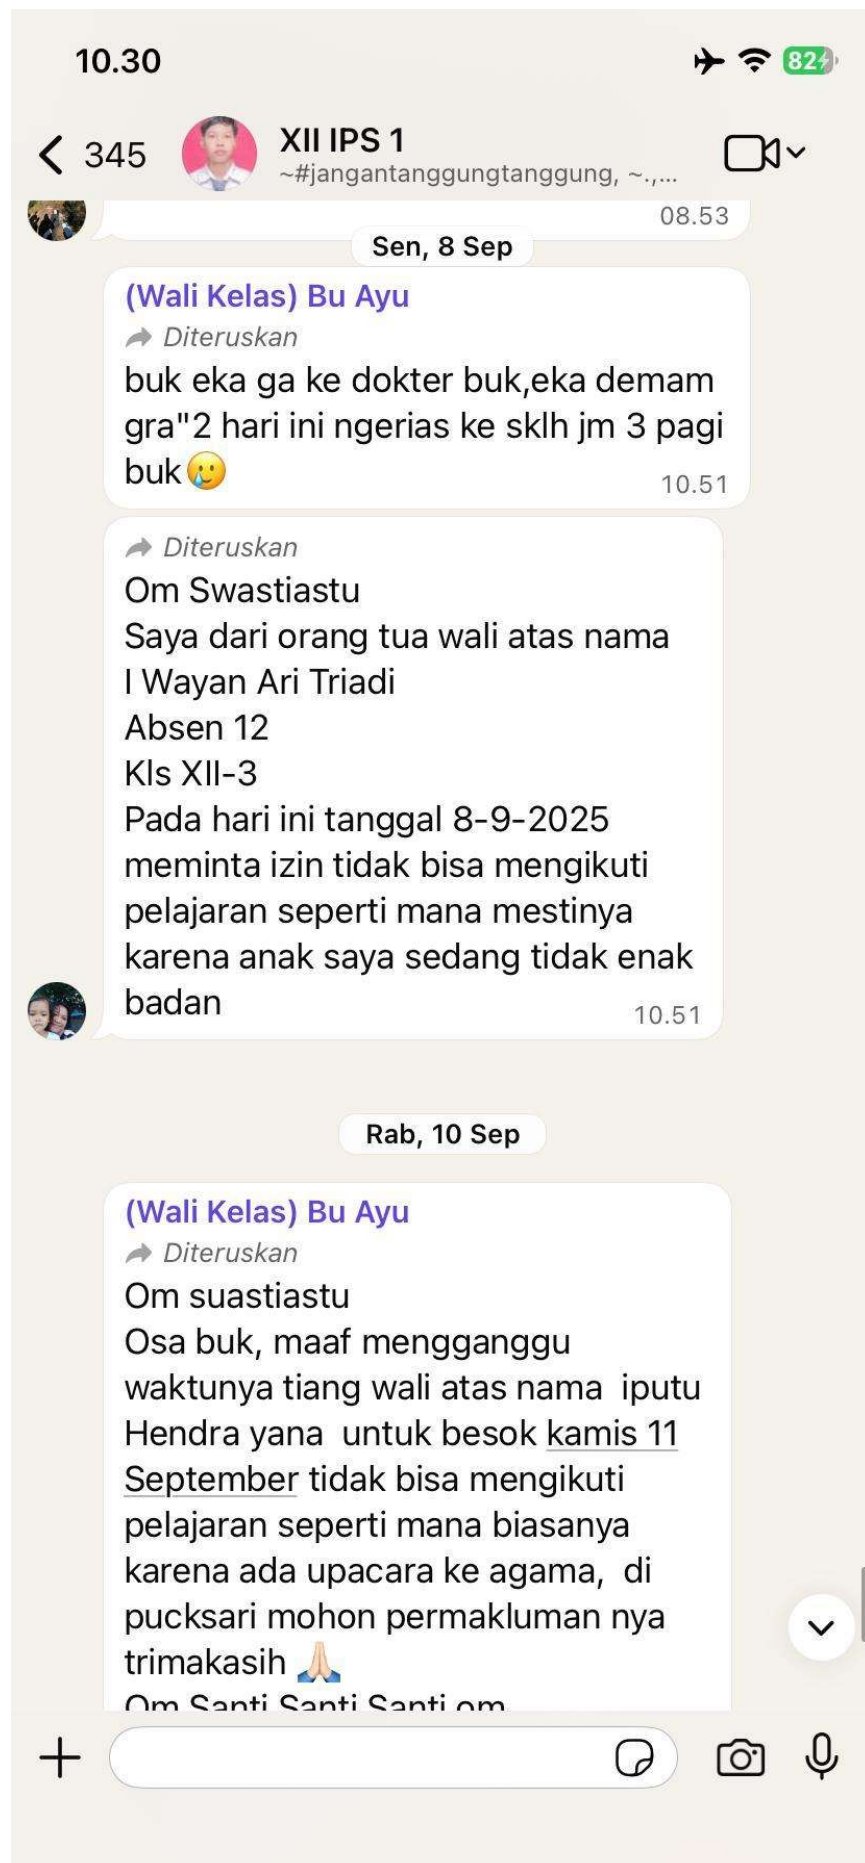 10.30
82
345
XII IPS 1
~#jangantanggungtanggung, ~.,...
08.53
Sen, 8 Sep
(Wali Kelas) Bu Ayu
Diteruskan
buk eka ga ke dokter buk,eka demam
gra"2 hari ini ngerias ke sklh jm 3 pagi
buk🥲
10.51
Diteruskan
Om Swastiastu
Saya dari orang tua wali atas nama
I Wayan Ari Triadi
Absen 12
Kls XII-3
Pada hari ini tanggal 8-9-2025
meminta izin tidak bisa mengikuti
pelajaran seperti mana mestinya
karena anak saya sedang tidak enak
badan
10.51
Rab, 10 Sep
(Wali Kelas) Bu Ayu
Diteruskan
Om suastiastu
Osa buk, maaf mengganggu
waktunya tiang wali atas nama  iputu
Hendra yana  untuk besok kamis 11
September tidak bisa mengikuti
pelajaran seperti mana biasanya
karena ada upacara ke agama,  di
pucksari mohon permakluman nya
trimakasih 🙏🏻
Om Santi Santi Santi om